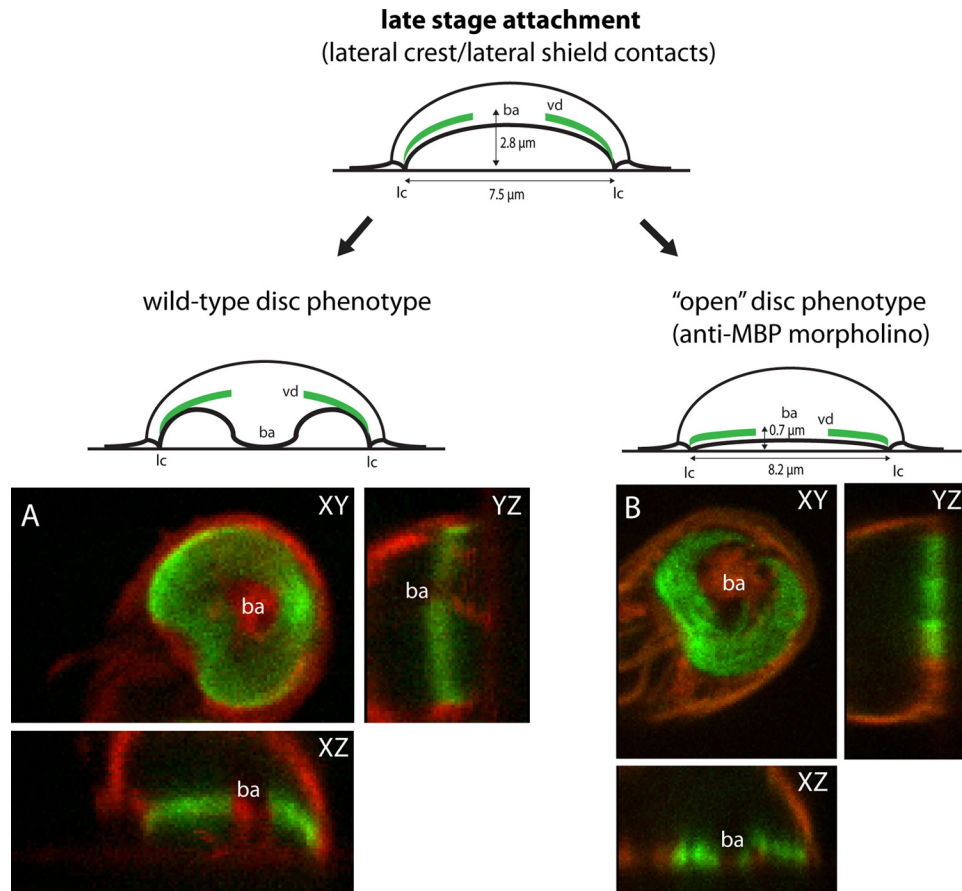 late stage attachment
(lateral crest/lateral shield contacts)
ba
vd
2.8 µm
lc
7.5 µm
lc
wild-type disc phenotype
"open" disc phenotype
(anti-MBP morpholino)
vd
ba
lc
lc
ba
vd
0.7 µm
lc
8.2 µm
lc
A
XY
ba
YZ
ba
XZ
ba
B
XY
ba
YZ
XZ
ba